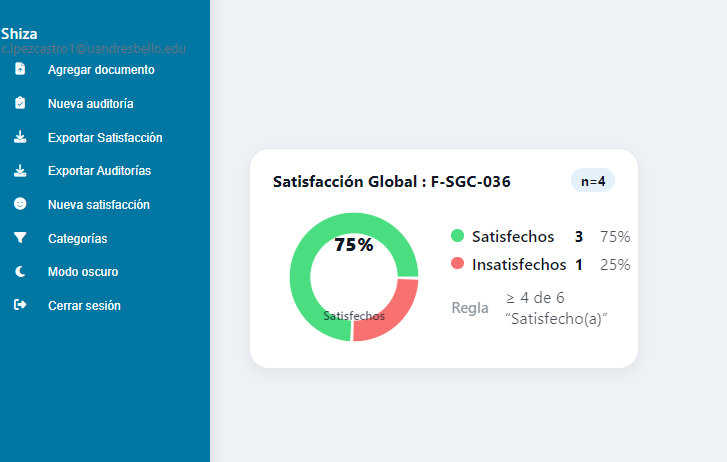 Shiza
c.lpezcastro1@uandresbello.edu
Agregar documento
Nueva auditoría
Exportar Satisfacción
Exportar Auditorías
Nueva satisfacción
Categorías
Modo oscuro
Cerrar sesión
Satisfacción Global : F-SGC-036
n=4
75%
Satisfechos
Satisfechos 3 75%
Insatisfechos 1 25%
Regla ≥ 4 de 6
“Satisfecho(a)”